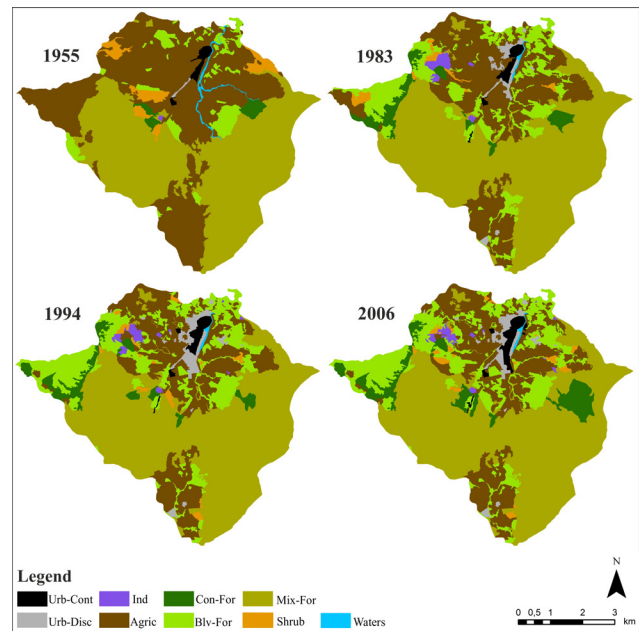 1955
1983
1994
2006
Legend
Urb-Cont Ind Con-For Mix-For
Urb-Disc Agric Blv-For Shrub Waters
N
0 0,5 1 2 3
km